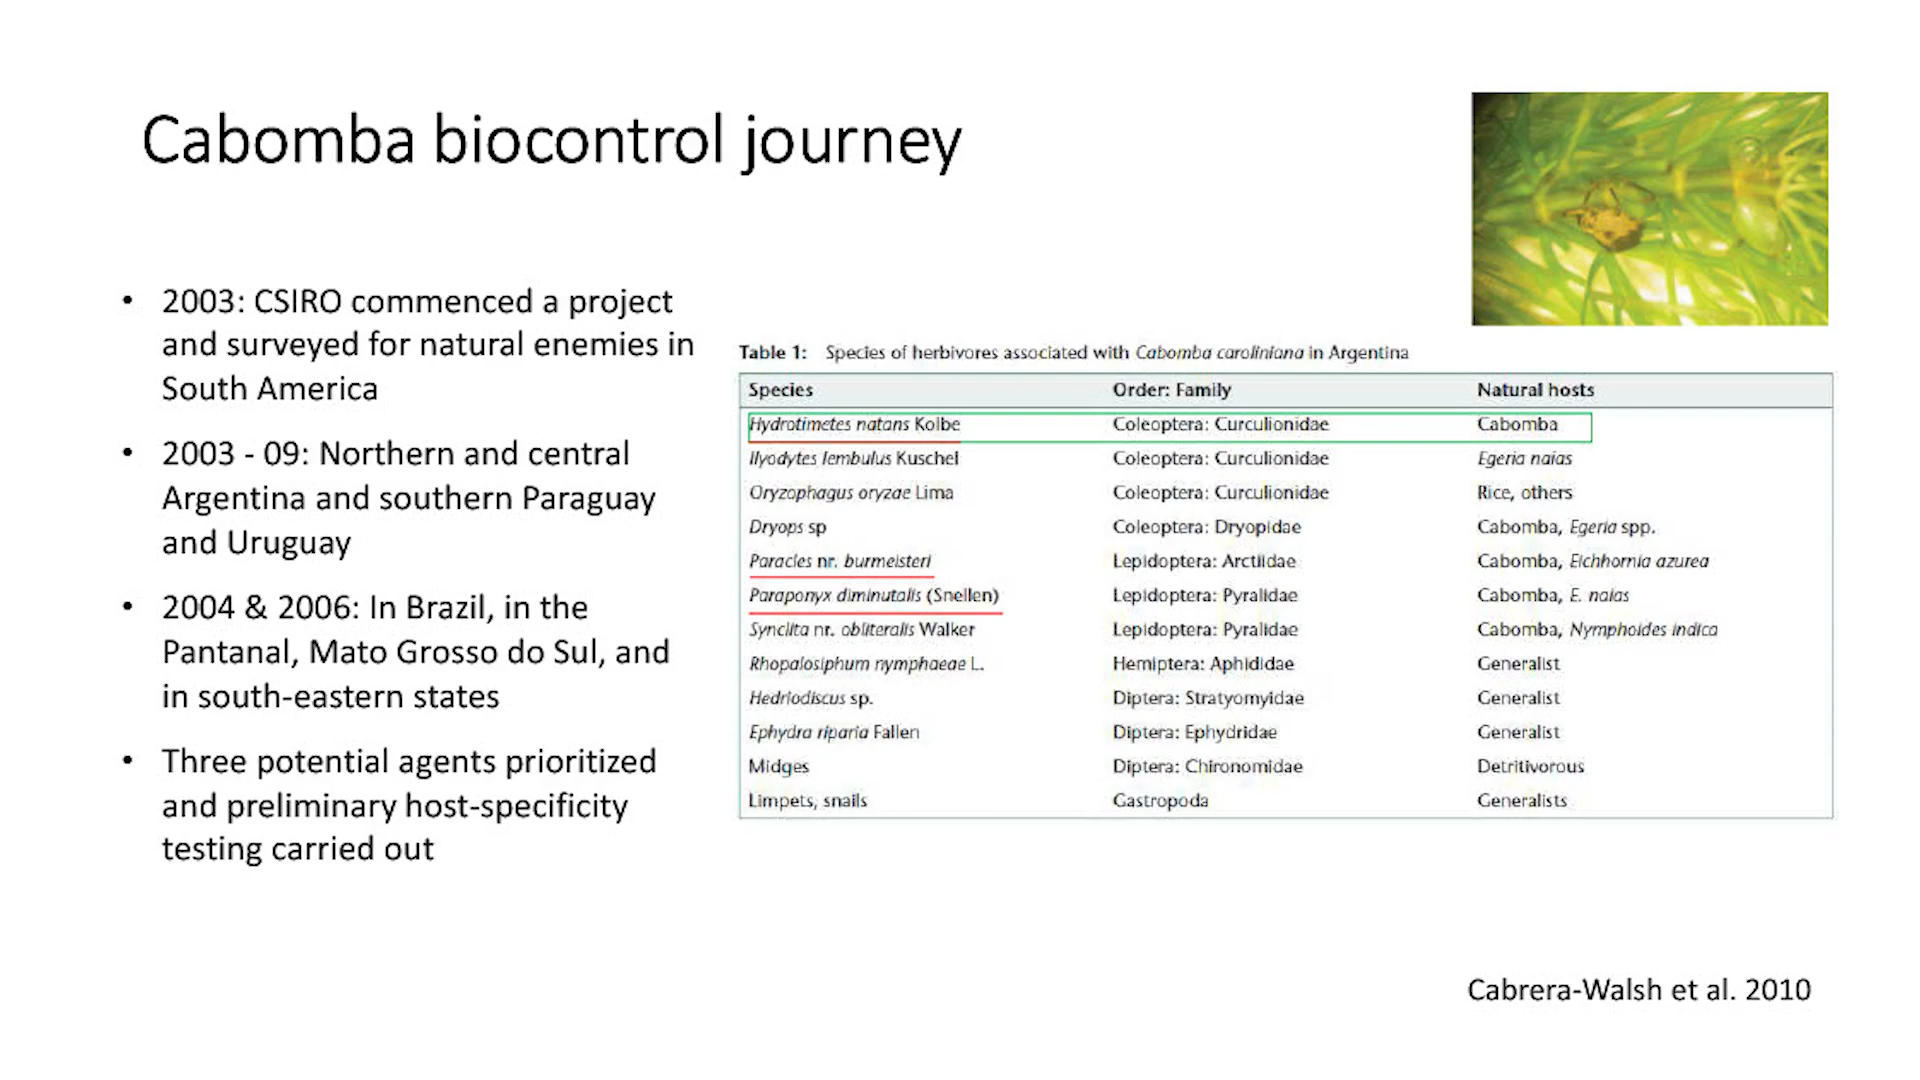 Cabomba biocontrol journey
• 2003: CSIRO commenced a project
and surveyed for natural enemies in
South America
• 2003 - 09: Northern and central
Argentina and southern Paraguay
and Uruguay
• 2004 & 2006: In Brazil, in the
Pantanal, Mato Grosso do Sul, and
in south-eastern states
• Three potential agents prioritized
and preliminary host-specificity
testing carried out
Table 1: Species of herbivores associated with Cabomba caroliniana in Argentina
Species Order: Family Natural hosts
Hydrotimetes natans Kolbe Coleoptera: Curculionidae Cabomba
Ilyodytes lembulus Kuschel Coleoptera: Curculionidae Egeria naias
Oryzophagus oryzae Lima Coleoptera: Curculionidae Rice, others
Dryops sp Coleoptera: Dryopidae Cabomba, Egeria spp.
Paracles nr. burmeisteri Lepidoptera: Arctiidae Cabomba, Eichhornia azurea
Paraponyx diminutalis (Snellen) Lepidoptera: Pyralidae Cabomba, E. naias
Synclita nr. obliteralis Walker Lepidoptera: Pyralidae Cabomba, Nymphoides indica
Rhopalosiphum nymphaeae L. Hemiptera: Aphididae Generalist
Hedriodiscus sp. Diptera: Stratyomyidae Generalist
Ephydra riparia Fallen Diptera: Ephydridae Generalist
Midges Diptera: Chironomidae Detritivorous
Limpets, snails Gastropoda Generalists
Cabrera-Walsh et al. 2010